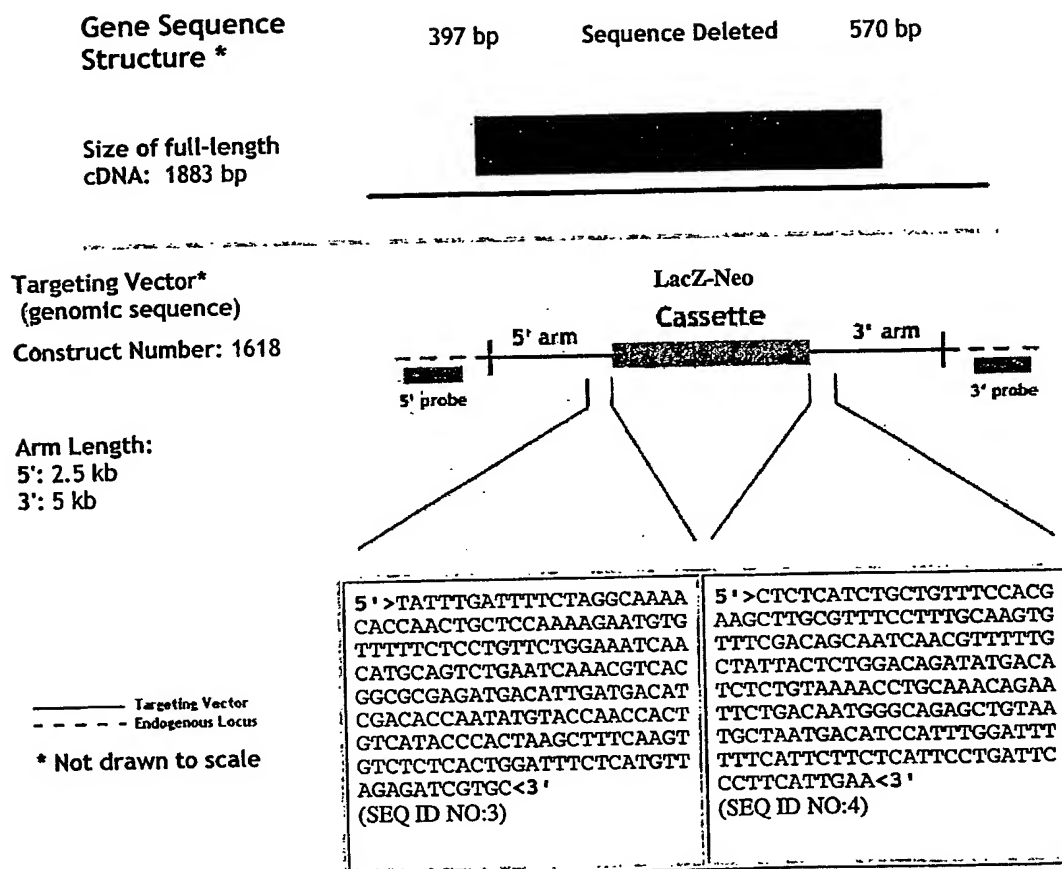 Gene Sequence
Structure *
397 bp
Sequence Deleted
570 bp
Size of full-length
cDNA: 1883 bp
Targeting Vector*
(genomic sequence)
Construct Number: 1618
Arm Length:
5': 2.5 kb
3': 5 kb
LacZ-Neo
Cassette
5' arm
3' arm
5' probe
3' probe
5'>TATTTGATTTTCTAGGCAAAA
CACCAACTGCTCCAAAAGAATGTG
TTTTTCTCCTGTTCTGGAAATCAA
CATGCAGTCTGAATCAAACGTCAC
GGCGCGAGATGACATTGATGACAT
CGACACCAATATGTACCAACCACT
GTCATACCCACTAAGCTTTCAAGT
GTCTCTCACTGGATTTCTCATGTT
AGAGATCGTGC<3'
(SEQ ID NO:3)
5'>CTCTCATCTGCTGTTTCCACG
AAGCTTGCGTTTCCTTTGCAAGTG
TTTCGACAGCAATCAACGTTTTTG
CTATTACTCTGGACAGATATGACA
TCTCTGTAAAACCTGCAAACAGAA
TTCTGACAATGGGCAGAGCTGTAA
TGCTAATGACATCCATTTGGATTT
TTTCATTCTTCTCATTCCTGATTC
CCTTCATTGAA<3'
(SEQ ID NO:4)
Targeting Vector
Endogenous Locus
* Not drawn to scale